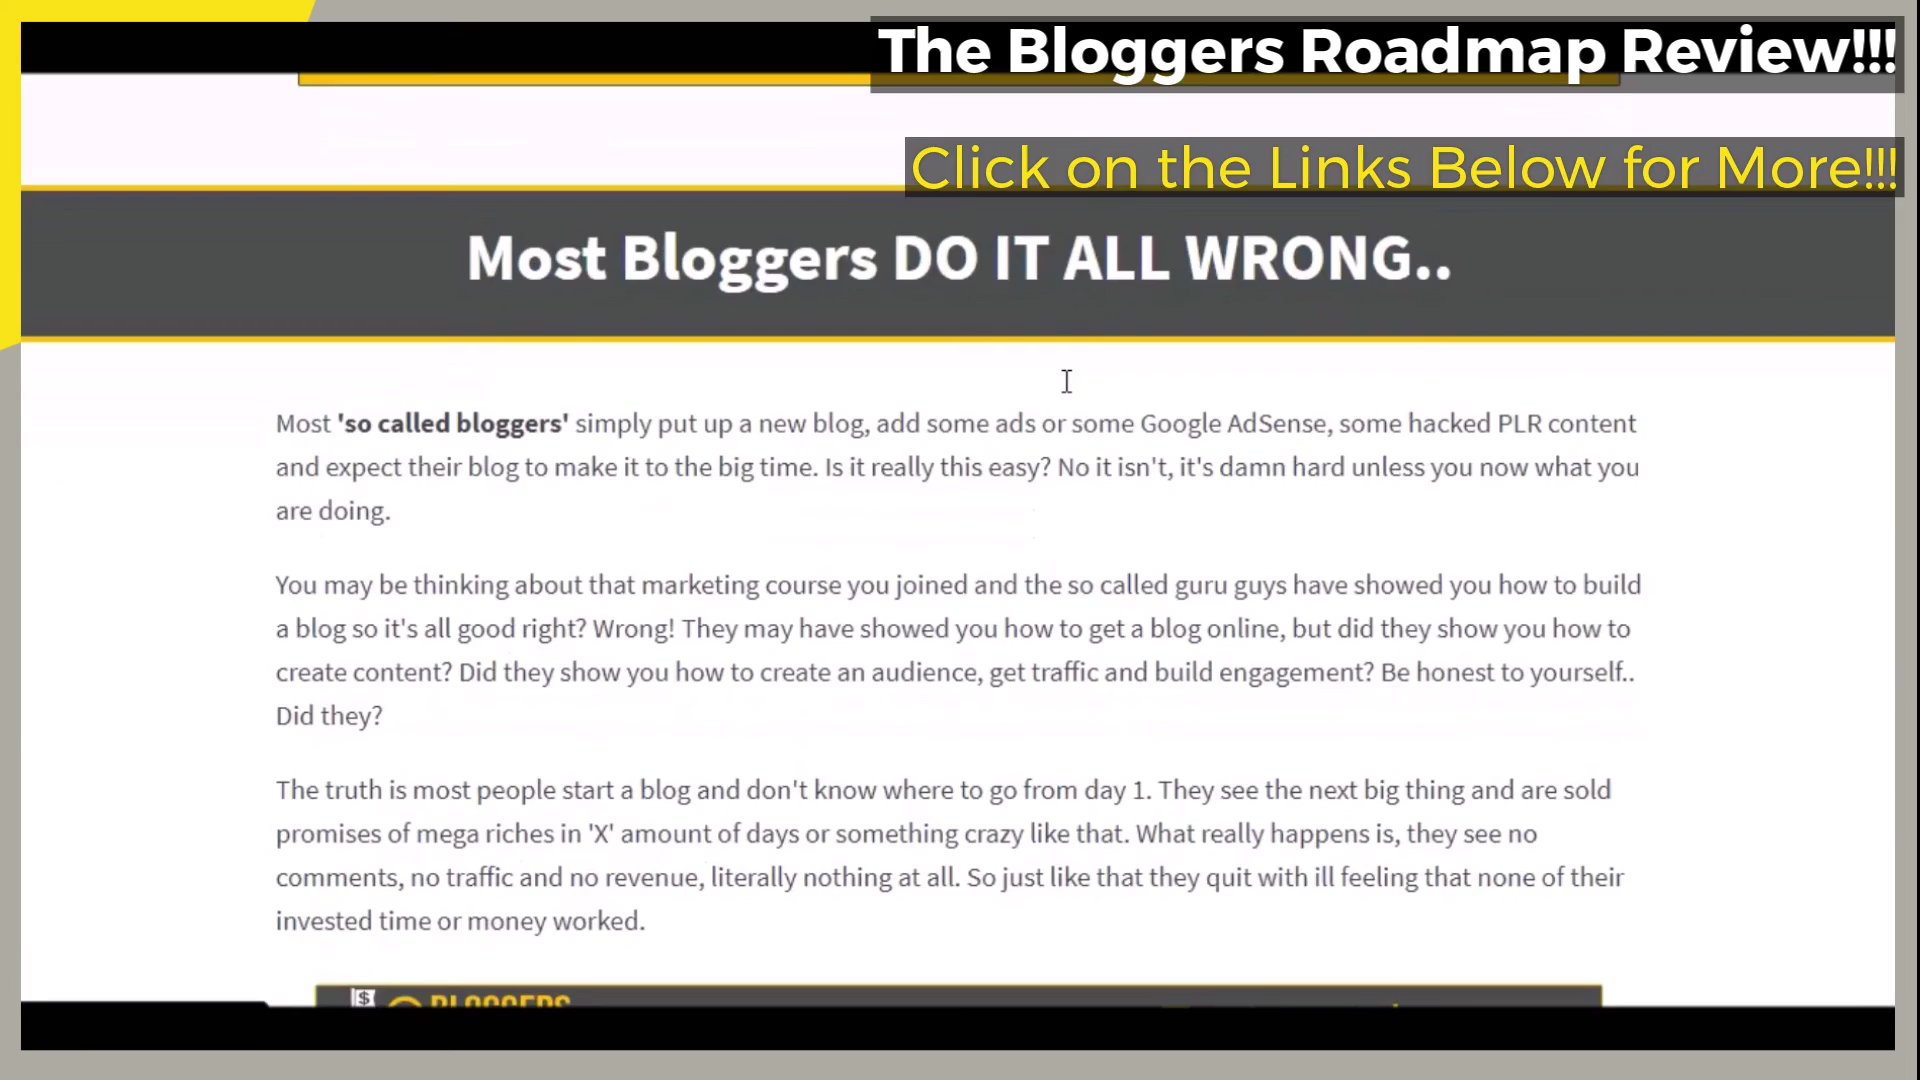 The Bloggers Roadmap Review!!!
Click on the Links Below for More!!!
Most Bloggers DO IT ALL WRONG..
Most 'so called bloggers' simply put up a new blog, add some ads or some Google AdSense, some hacked PLR content
and expect their blog to make it to the big time. Is it really this easy? No it isn't, it's damn hard unless you now what you
are doing.
You may be thinking about that marketing course you joined and the so called guru guys have showed you how to build
a blog so it's all good right? Wrong! They may have showed you how to get a blog online, but did they show you how to
create content? Did they show you how to create an audience, get traffic and build engagement? Be honest to yourself..
Did they?
The truth is most people start a blog and don't know where to go from day 1. They see the next big thing and are sold
promises of mega riches in 'X' amount of days or something crazy like that. What really happens is, they see no
comments, no traffic and no revenue, literally nothing at all. So just like that they quit with ill feeling that none of their
invested time or money worked.
$ BLOGGERS